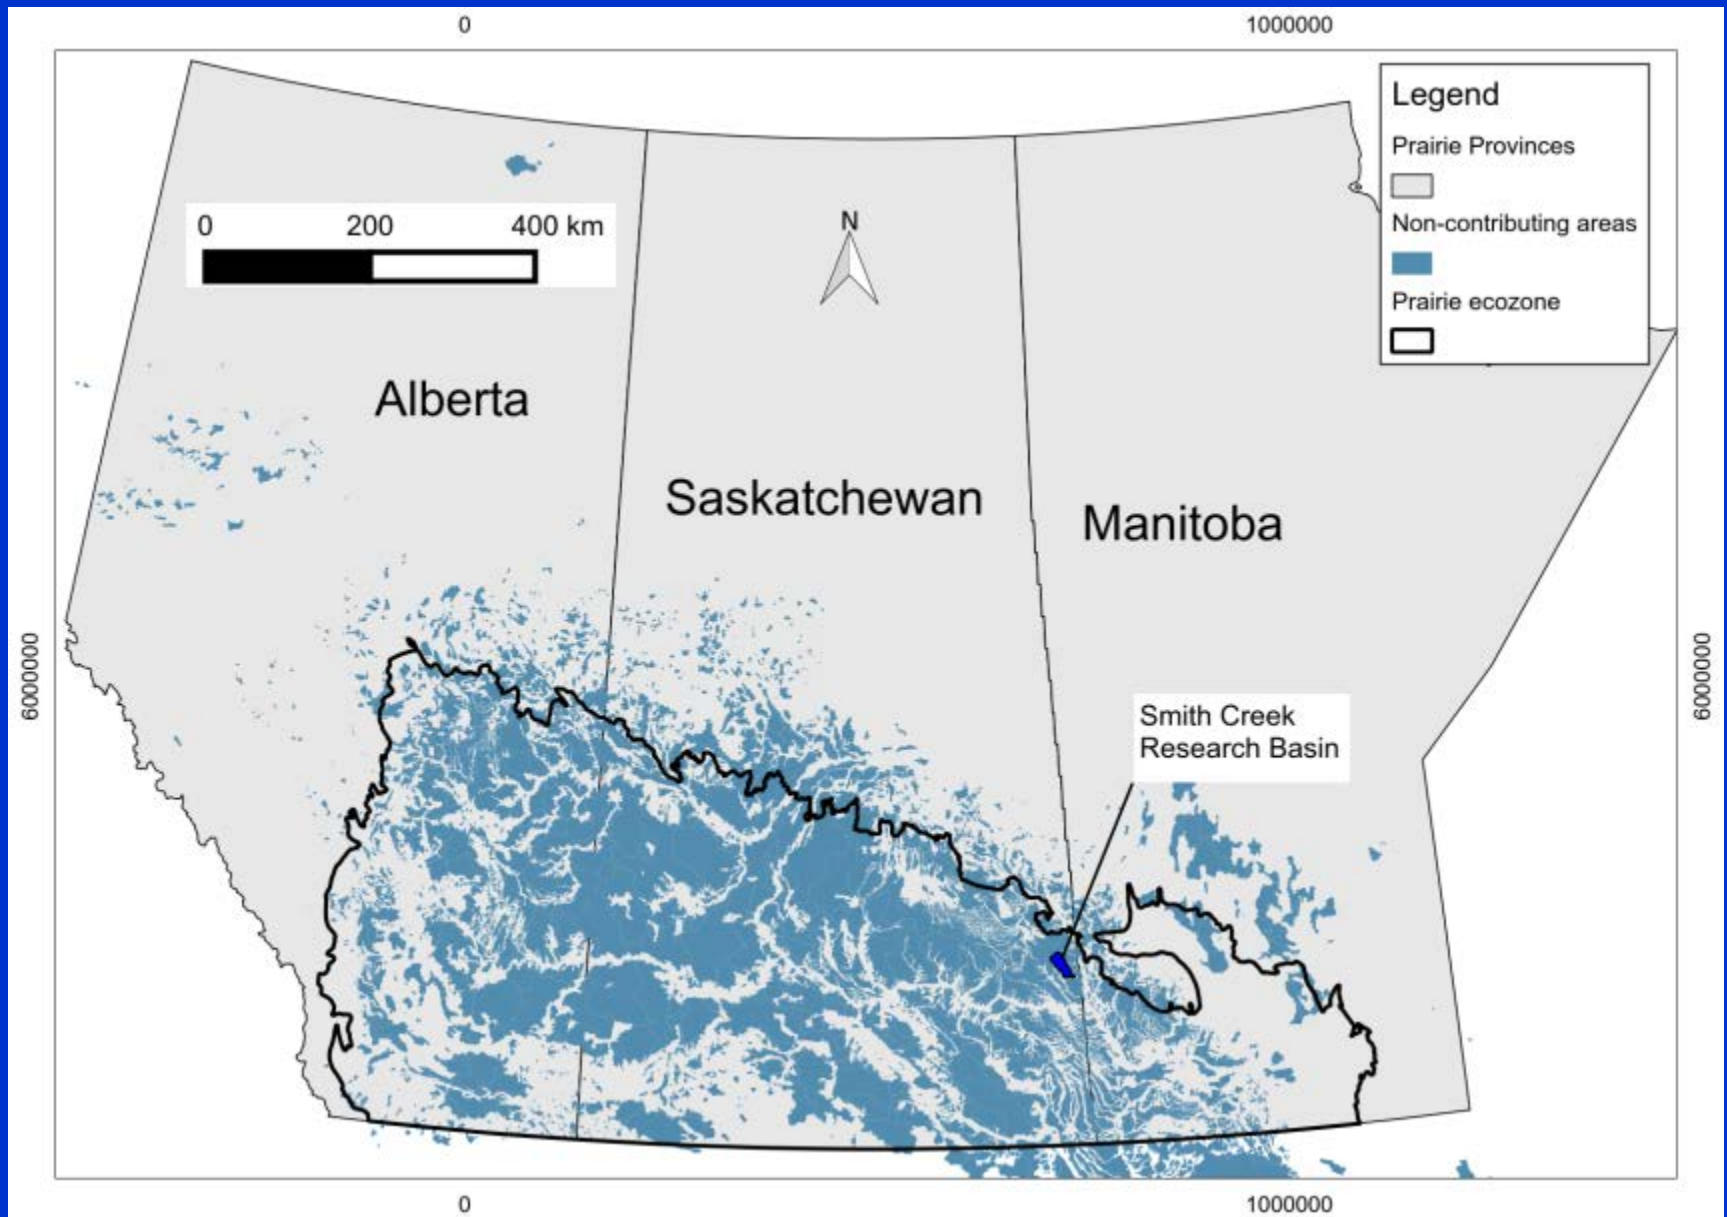 0
1000000
Legend
Prairie Provinces
Non-contributing areas
Prairie ecozone
0
200
400 km
N
Alberta
Saskatchewan
Manitoba
6000000
6000000
Smith Creek
Research Basin
0
1000000